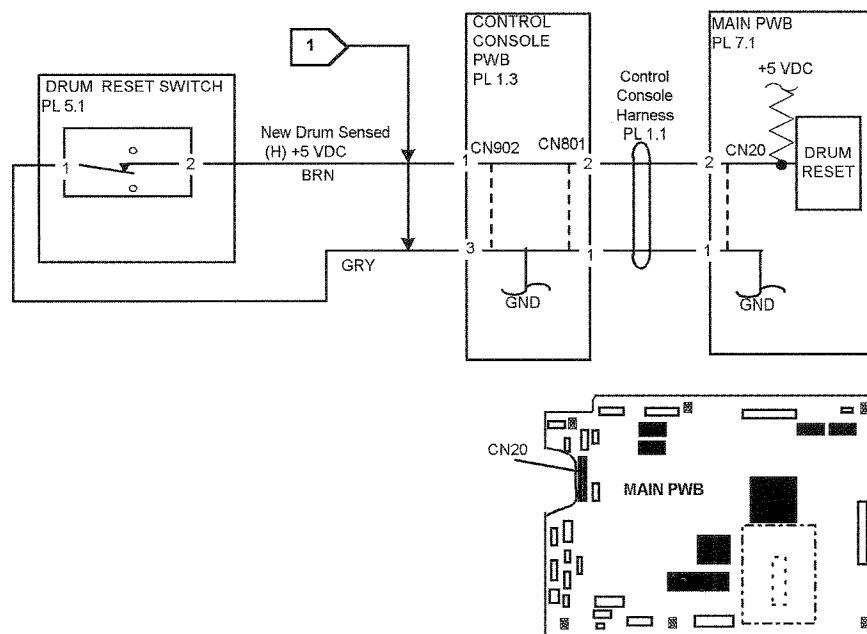 1
CONTROL
CONSOLE
PWB
PL 1.3
MAIN PWB
PL 7.1
+5 VDC
DRUM RESET SWITCH
PL 5.1
Control
Console
Harness
PL 1.1
New Drum Sensed
(H) +5 VDC
BRN
1
2
1
CN902
CN801
2
2
CN20
DRUM
RESET
GRY
3
1
1
GND
GND
CN20
MAIN PWB